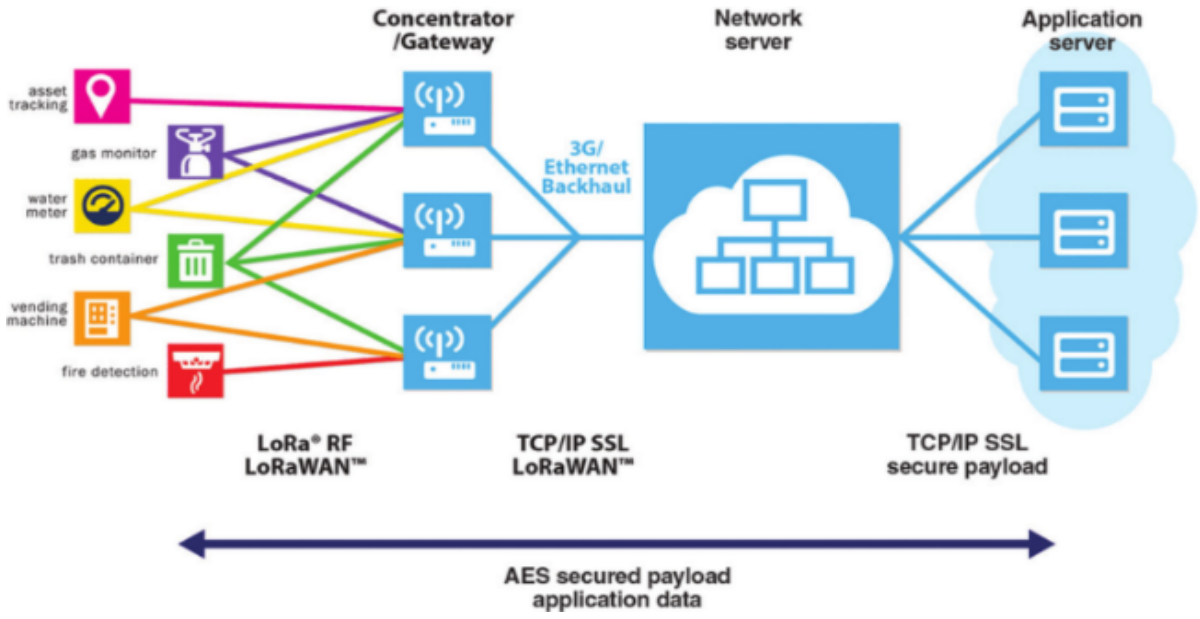 Concentrator
/Gateway
Network
server
Application
server
asset
tracking
gas monitor
water
meter
trash container
vending
machine
fire detection
3G/
Ethernet
Backhaul
LoRa® RF
LoRaWAN™
TCP/IP SSL
LoRaWAN™
TCP/IP SSL
secure payload
AES secured payload
application data